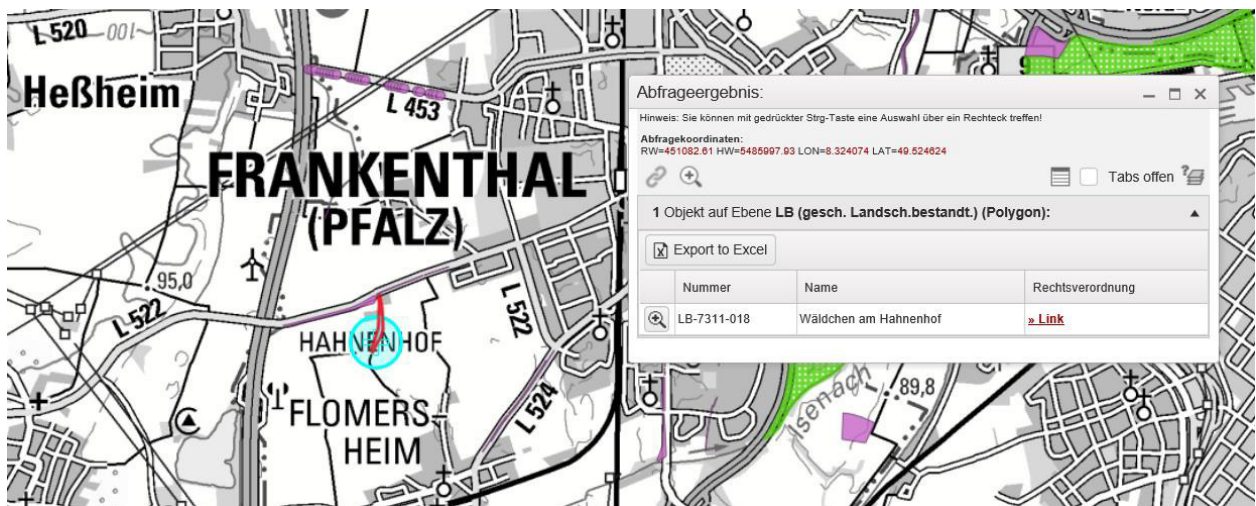 L 520
001
Heßheim
L 453
FRANKENTHAL
(PFALZ)
95,0
L 522
HAHNENHOF
L 522
FLOMERS-
HEIM
L 524
Isenach
89,8
Abfrageergebnis:
Hinweis: Sie können mit gedrückter Strg-Taste eine Auswahl über ein Rechteck treffen!
Abfragekoordinaten:
RW=451082.61 HW=5485997.93 LON=8.324074 LAT=49.524624
Tabs offen
1 Objekt auf Ebene LB (gesch. Landsch.bestandt.) (Polygon):
Export to Excel
Nummer Name Rechtsverordnung
LB-7311-018 Wäldchen am Hahnenhof » Link